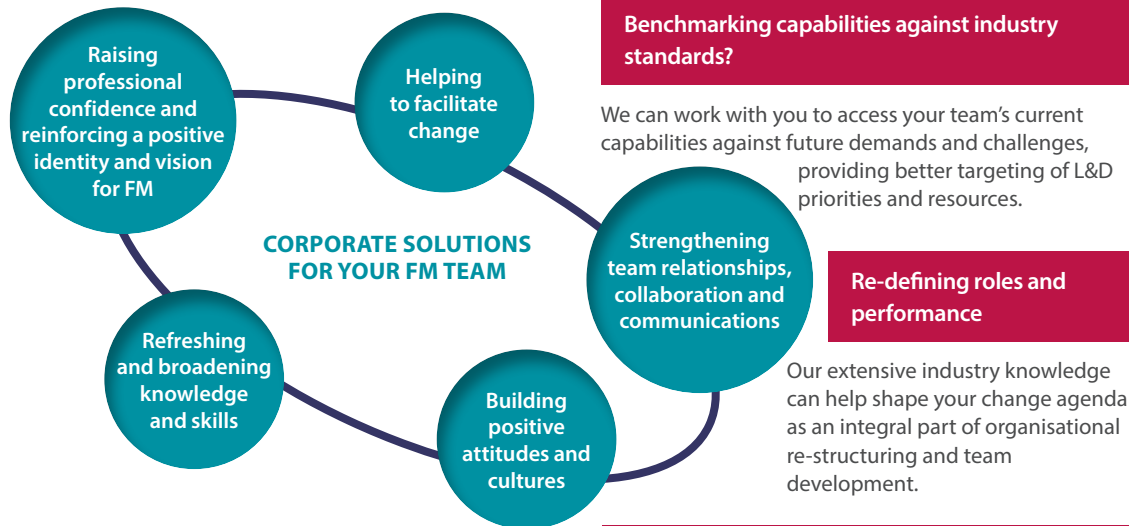 Raising
professional
confidence and
reinforcing a positive
identity and vision
for FM
Helping
to facilitate
change
CORPORATE SOLUTIONS
FOR YOUR FM TEAM
Strengthening
team relationships,
collaboration and
communications
Refreshing
and broadening
knowledge
and skills
Building
positive
attitudes and
cultures
Benchmarking capabilities against industry
standards?
We can work with you to access your team’s current
capabilities against future demands and challenges,
providing better targeting of L&D
priorities and resources.
Re-defining roles and
performance
Our extensive industry knowledge
can help shape your change agenda
as an integral part of organisational
re-structuring and team
development.